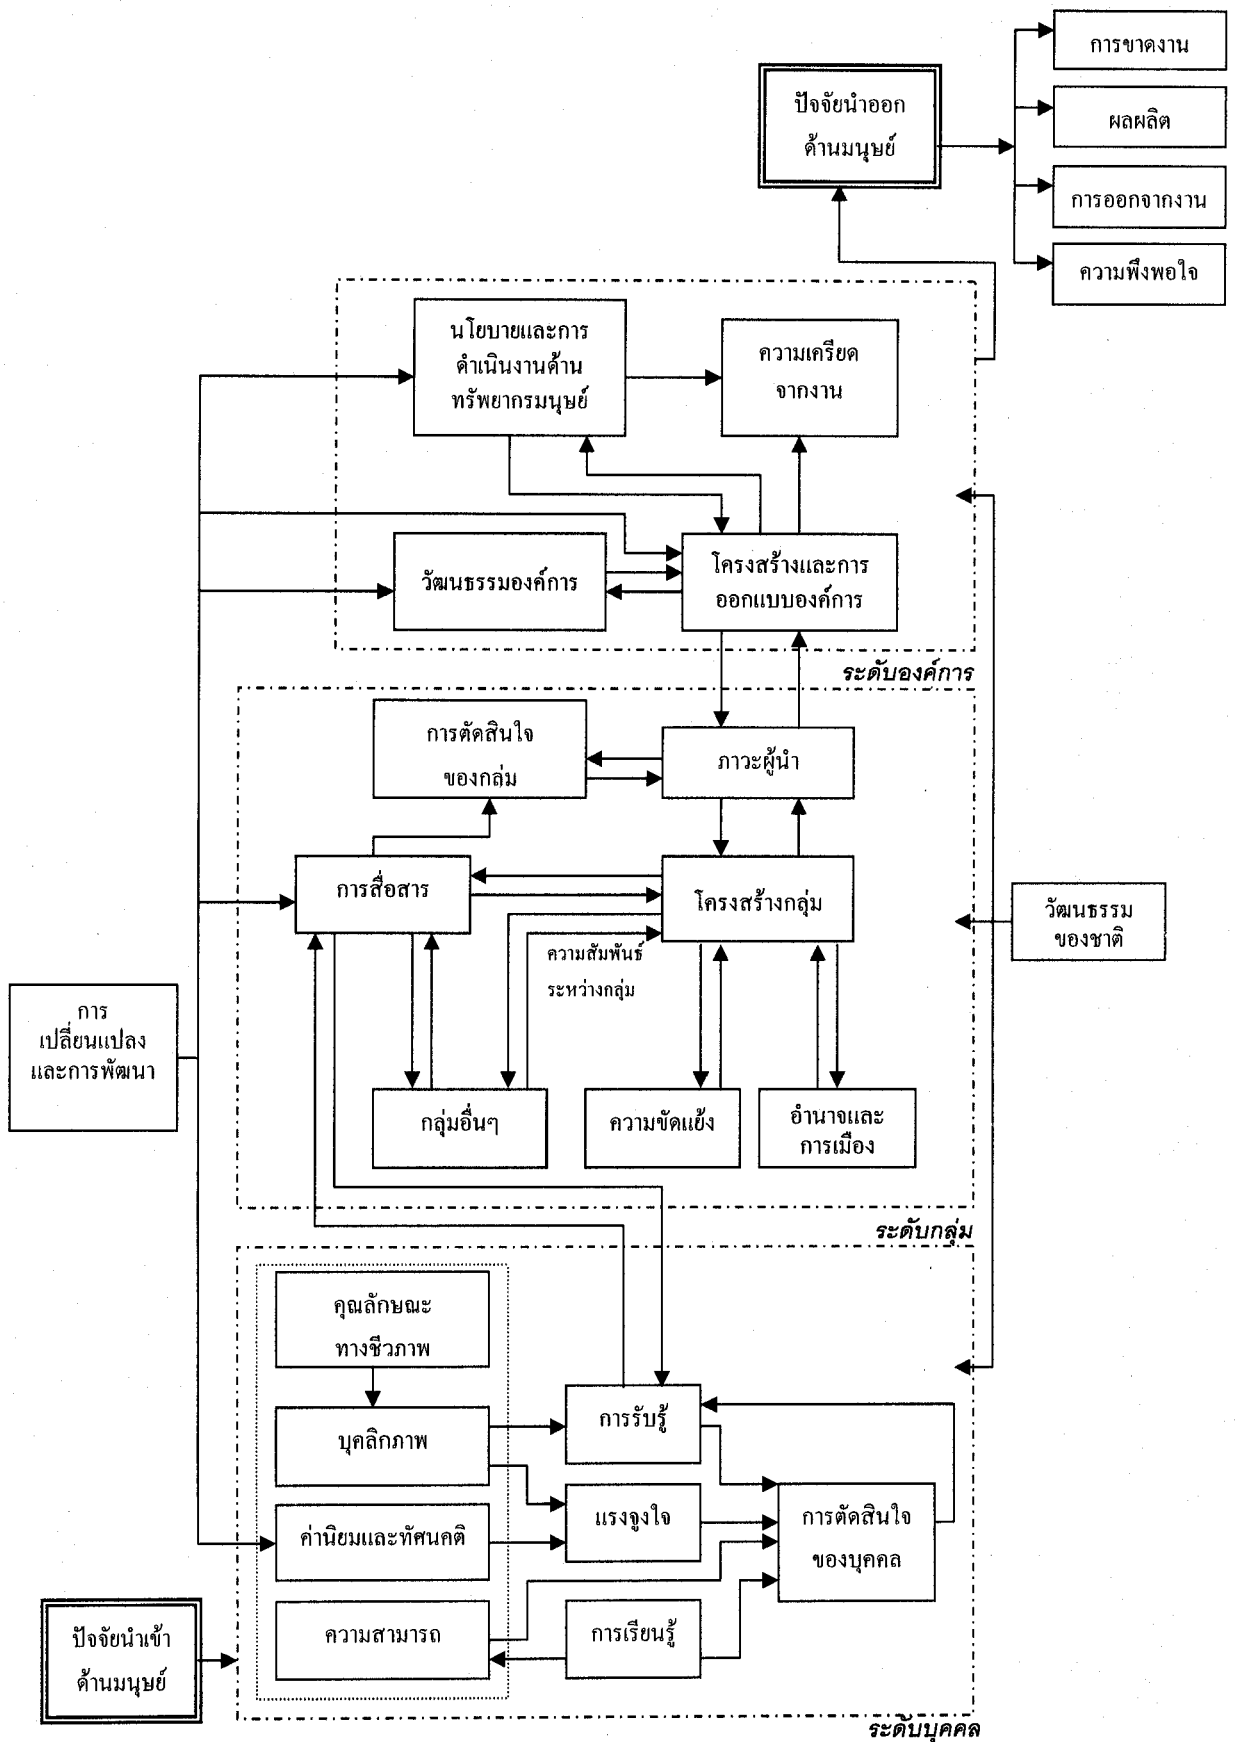 การขาดงาน
ปัจจัยนำออก
ด้านมนุษย์
ผลผลิต
การออกจากงาน
ความพึงพอใจ
นโยบายและการ
ดำเนินงานด้าน
ทรัพยากรมนุษย์
ความเครียด
จากงาน
วัฒนธรรมองค์การ
โครงสร้างและการ
ออกแบบองค์การ
ระดับองค์การ
การตัดสินใจ
ของกลุ่ม
ภาวะผู้นำ
การสื่อสาร
โครงสร้างกลุ่ม
วัฒนธรรม
ของชาติ
ความสัมพันธ์
ระหว่างกลุ่ม
การ
เปลี่ยนแปลง
และการพัฒนา
กลุ่มอื่นๆ
ความขัดแย้ง
อำนาจและ
การเมือง
ระดับกลุ่ม
คุณลักษณะ
ทางชีวภาพ
บุคลิกภาพ
การรับรู้
ค่านิยมและทัศนคติ
แรงจูงใจ
การตัดสินใจ
ของบุคคล
ความสามารถ
การเรียนรู้
ปัจจัยนำเข้า
ด้านมนุษย์
ระดับบุคคล